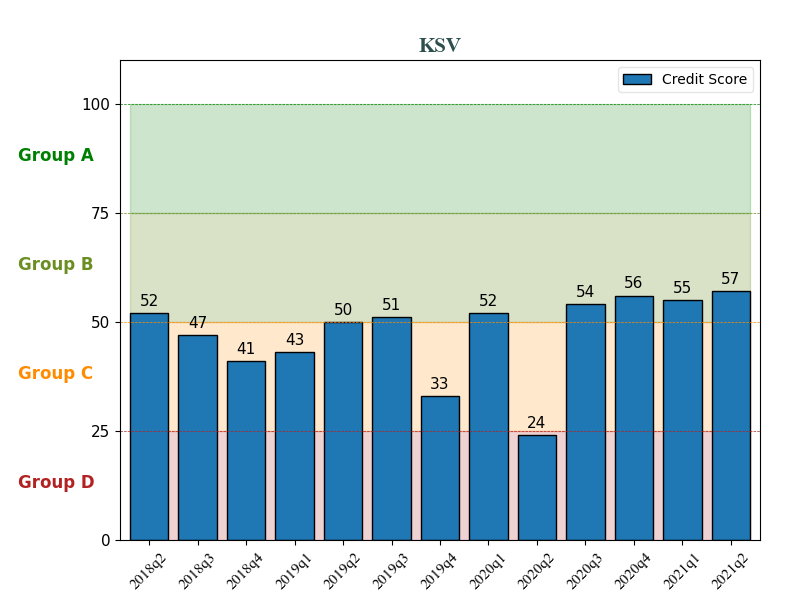 KSV
Credit Score
100
Group A
75
Group B
50
Group C
25
Group D
0
52
47
41
43
50
51
33
52
24
54
56
55
57
2018q2
2018q3
2018q4
2019q1
2019q2
2019q3
2019q4
2020q1
2020q2
2020q3
2020q4
2021q1
2021q2